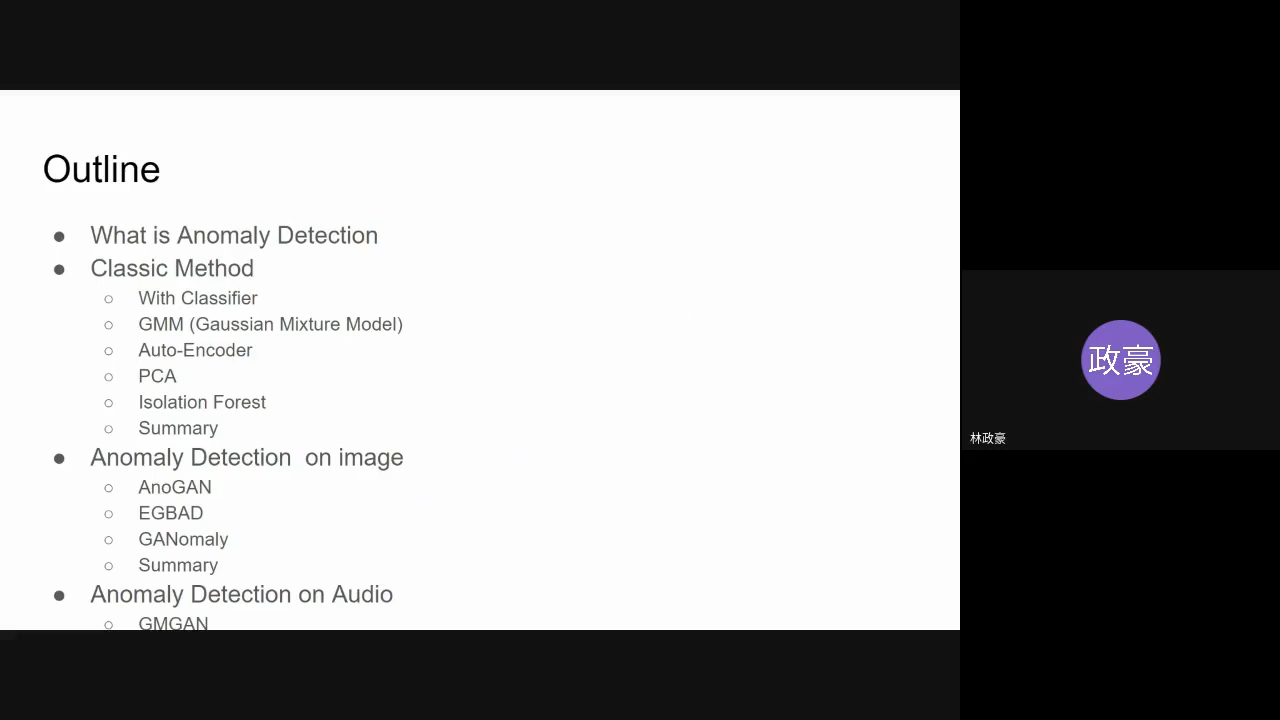 Outline
● What is Anomaly Detection
● Classic Method
○ With Classifier
○ GMM (Gaussian Mixture Model)
○ Auto-Encoder
○ PCA
○ Isolation Forest
○ Summary
● Anomaly Detection on image
○ AnoGAN
○ EGBAD
○ GANomaly
○ Summary
● Anomaly Detection on Audio
○ GMGAN
政豪
林政豪